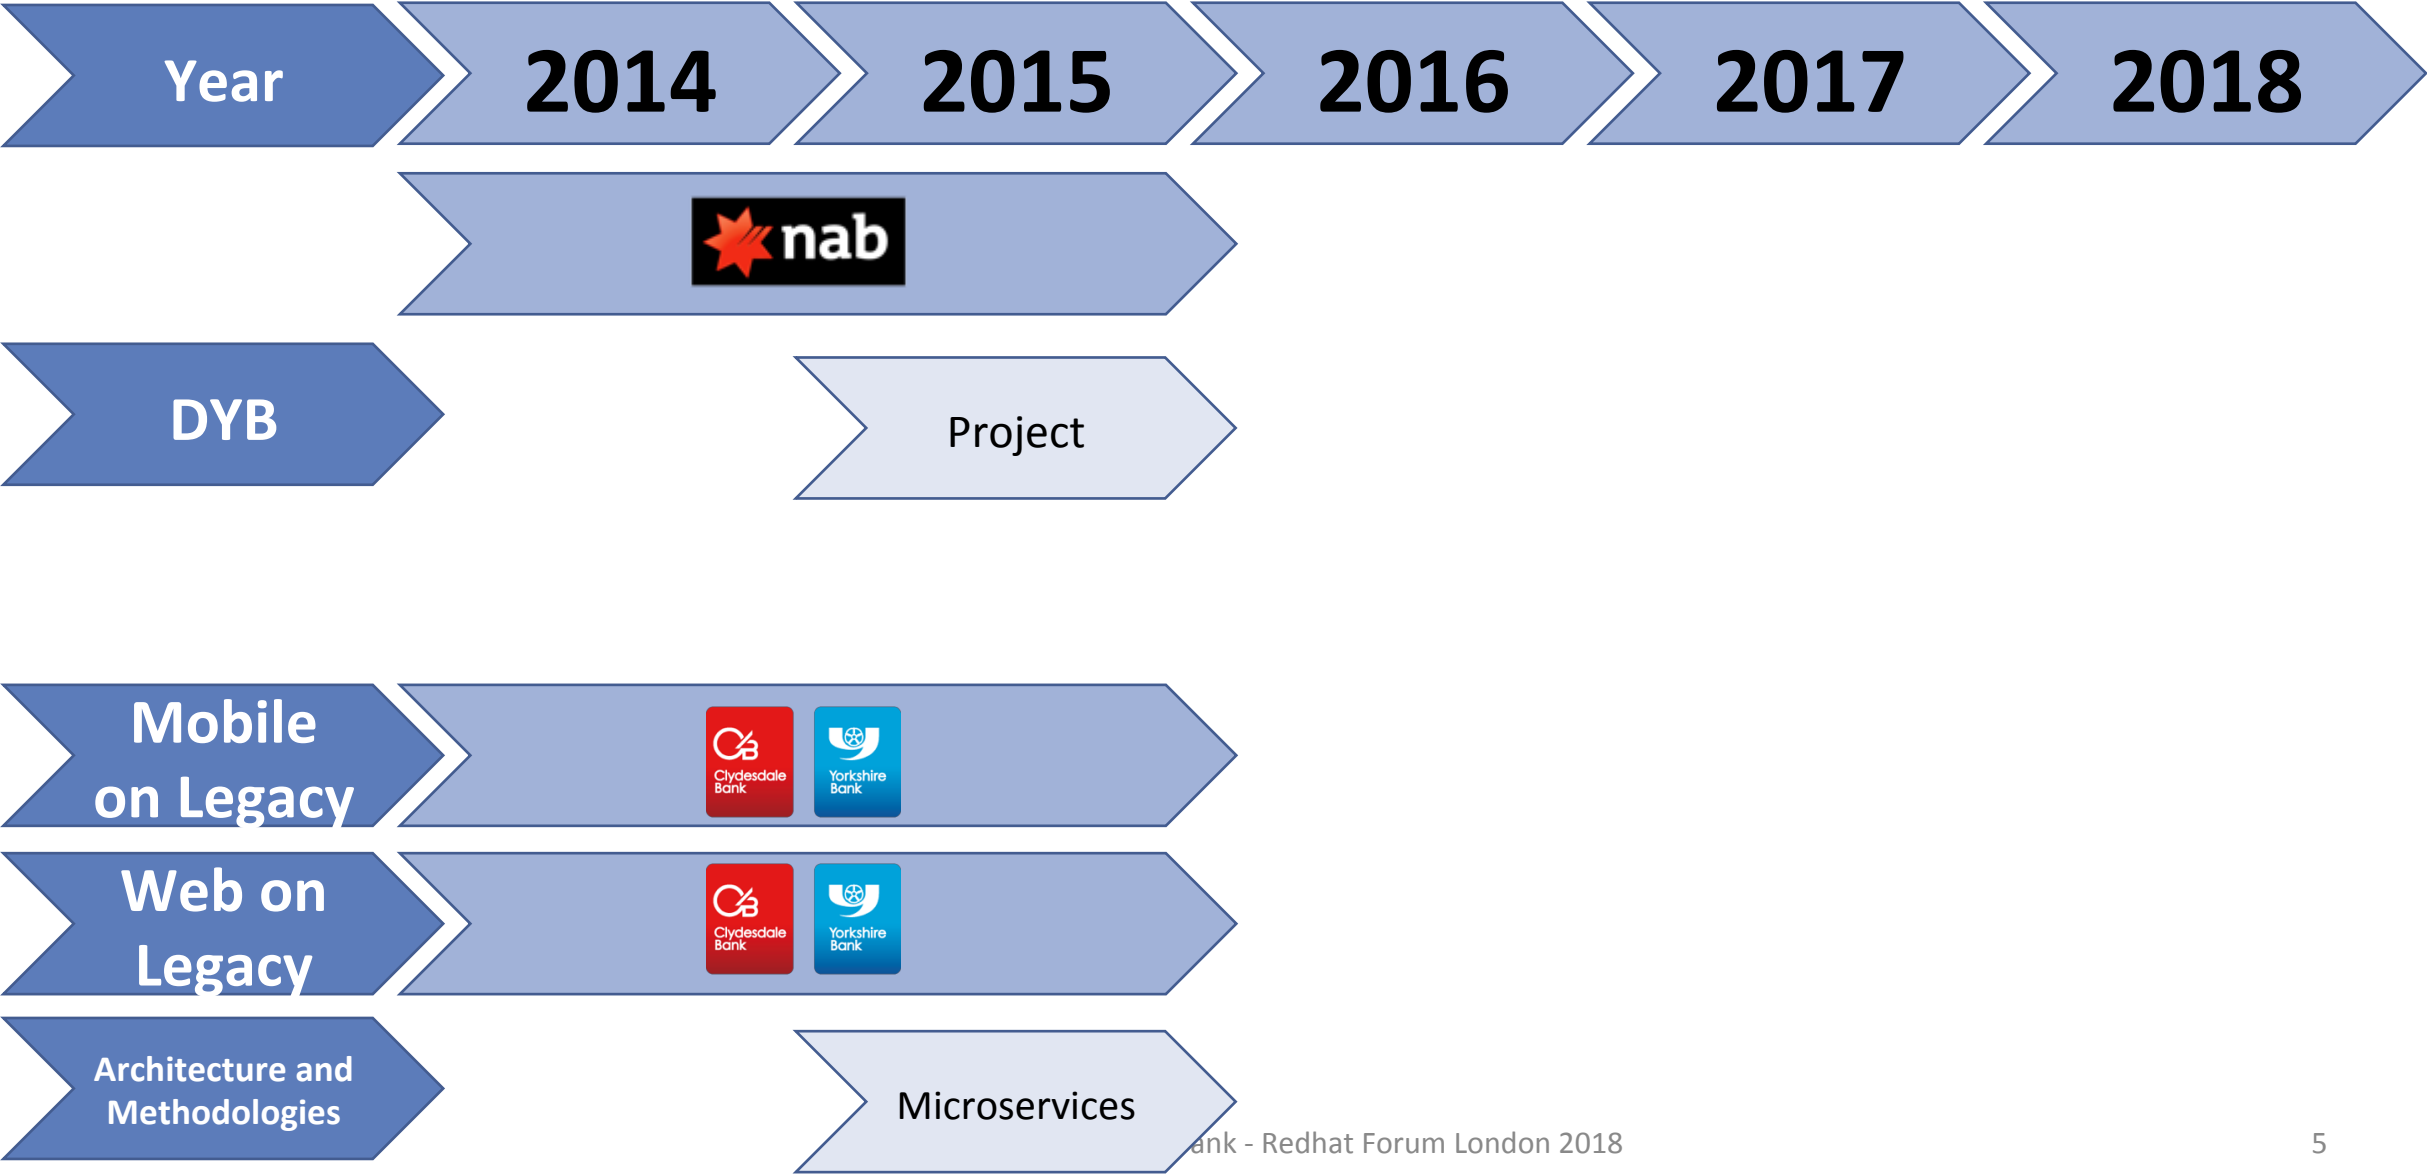 Year
2014
2015
2016
2017
2018
nab
DYB
Project
Mobile
on Legacy
Clydesdale
Bank
Yorkshire
Bank
Web on
Legacy
Clydesdale
Bank
Yorkshire
Bank
Architecture and
Methodologies
Microservices
- Redhat Forum London 2018
5